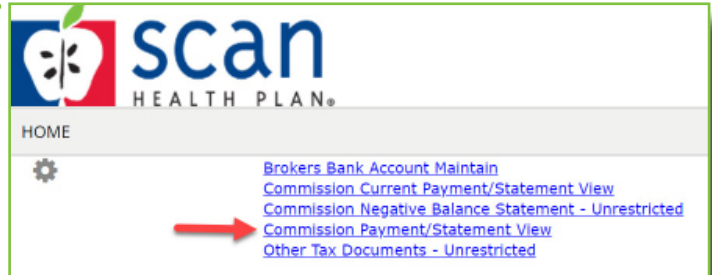 scan
HEALTH PLAN®
HOME
Brokers Bank Account Maintain
Commission Current Payment/Statement View
Commission Negative Balance Statement - Unrestricted
Commission Payment/Statement View
Other Tax Documents - Unrestricted